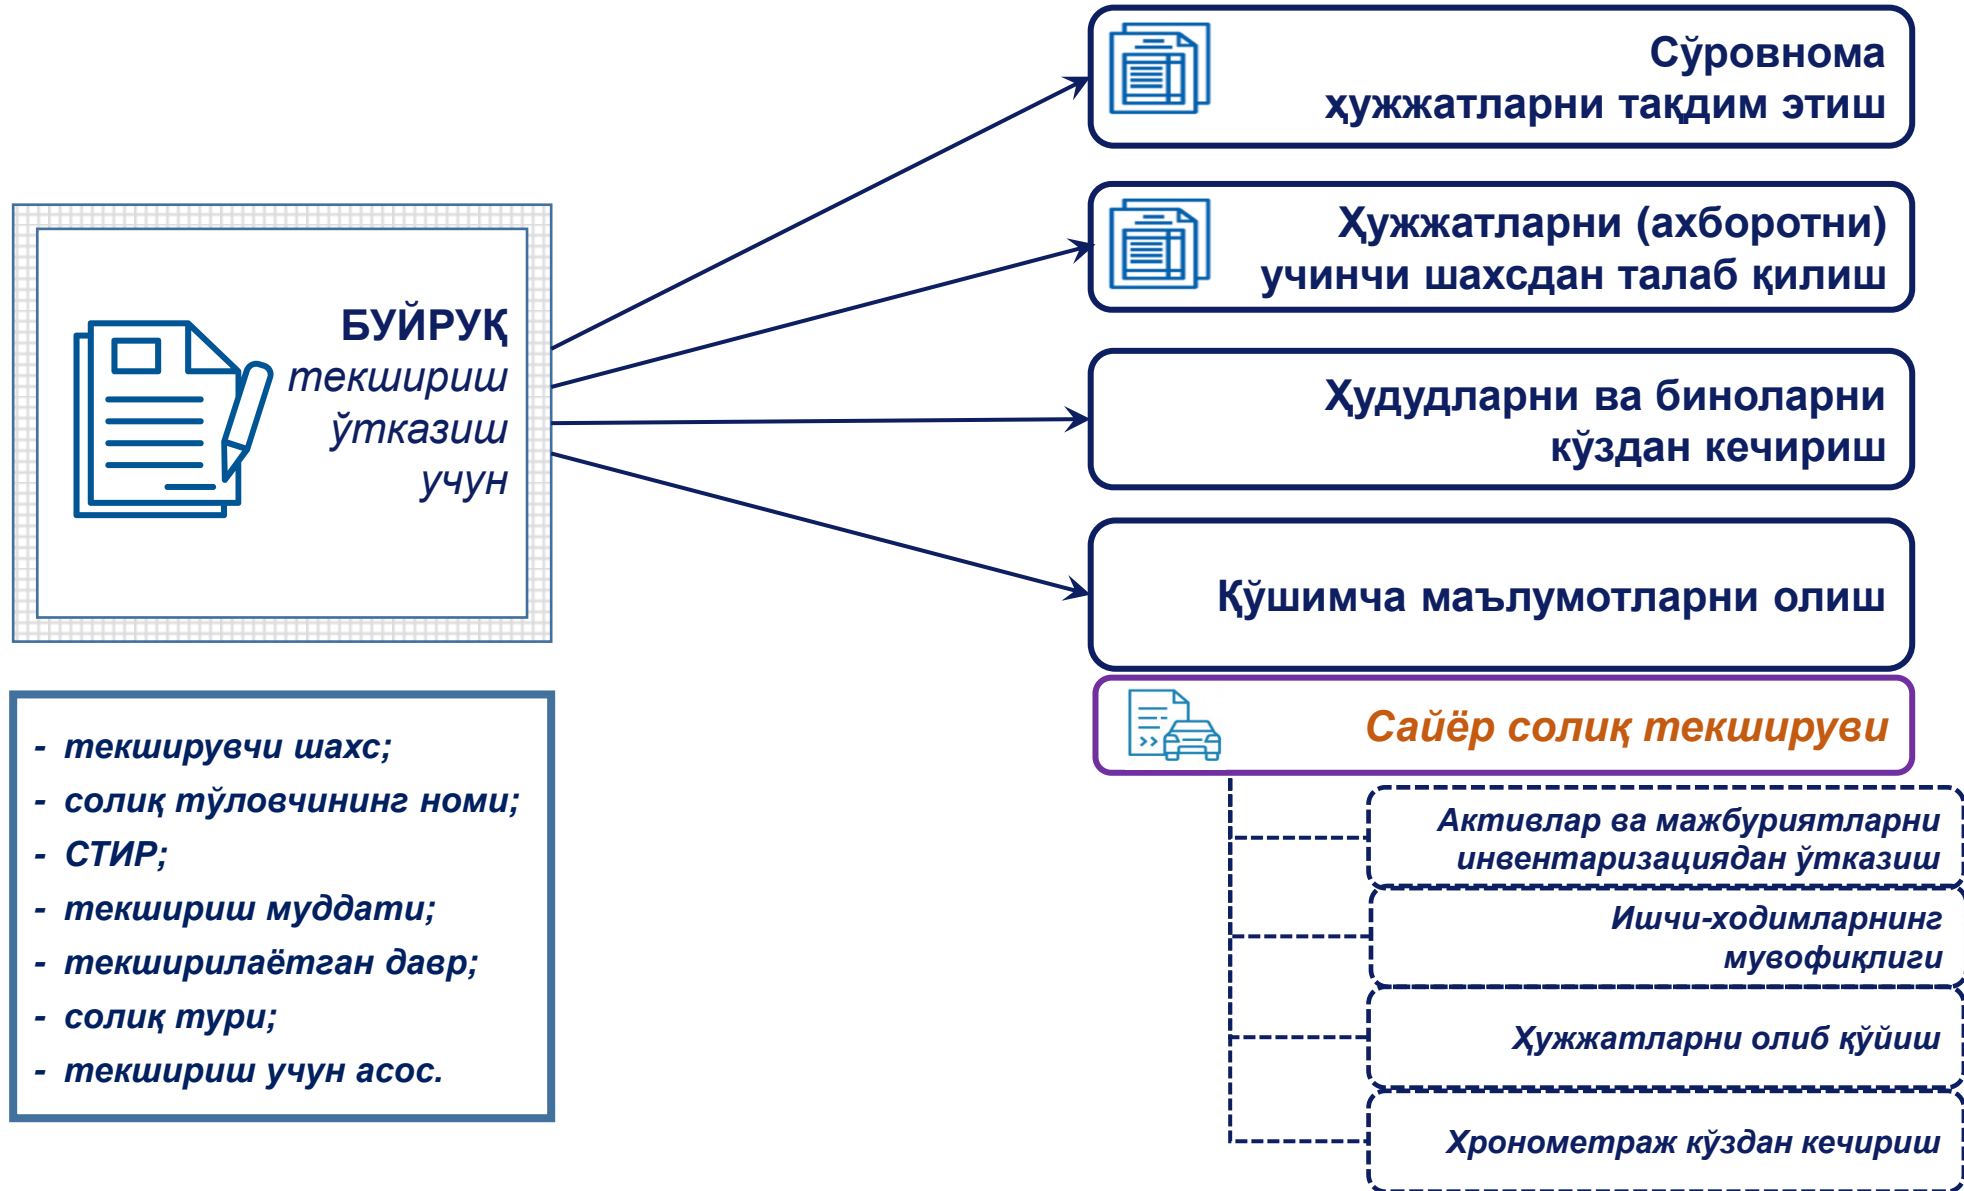 БУЙРУҚ
текшириш
ўтказиш
учун
- текширувчи шахс;
- солиқ тўловчининг номи;
- СТИР;
- текшириш муддати;
- текширилаётган давр;
- солиқ тури;
- текшириш учун асос.
Сўровнома
ҳужжатларни тақдим этиш
Ҳужжатларни (ахборотни)
учинчи шахсдан талаб қилиш
Ҳудудларни ва биноларни
кўздан кечириш
Қўшимча маълумотларни олиш
Сайёр солиқ текшируви
Активлар ва мажбуриятларни
инвентаризациядан ўтказиш
Ишчи-ходимларнинг
мувофиқлиги
Ҳужжатларни олиб қўйиш
Хронометраж кўздан кечириш